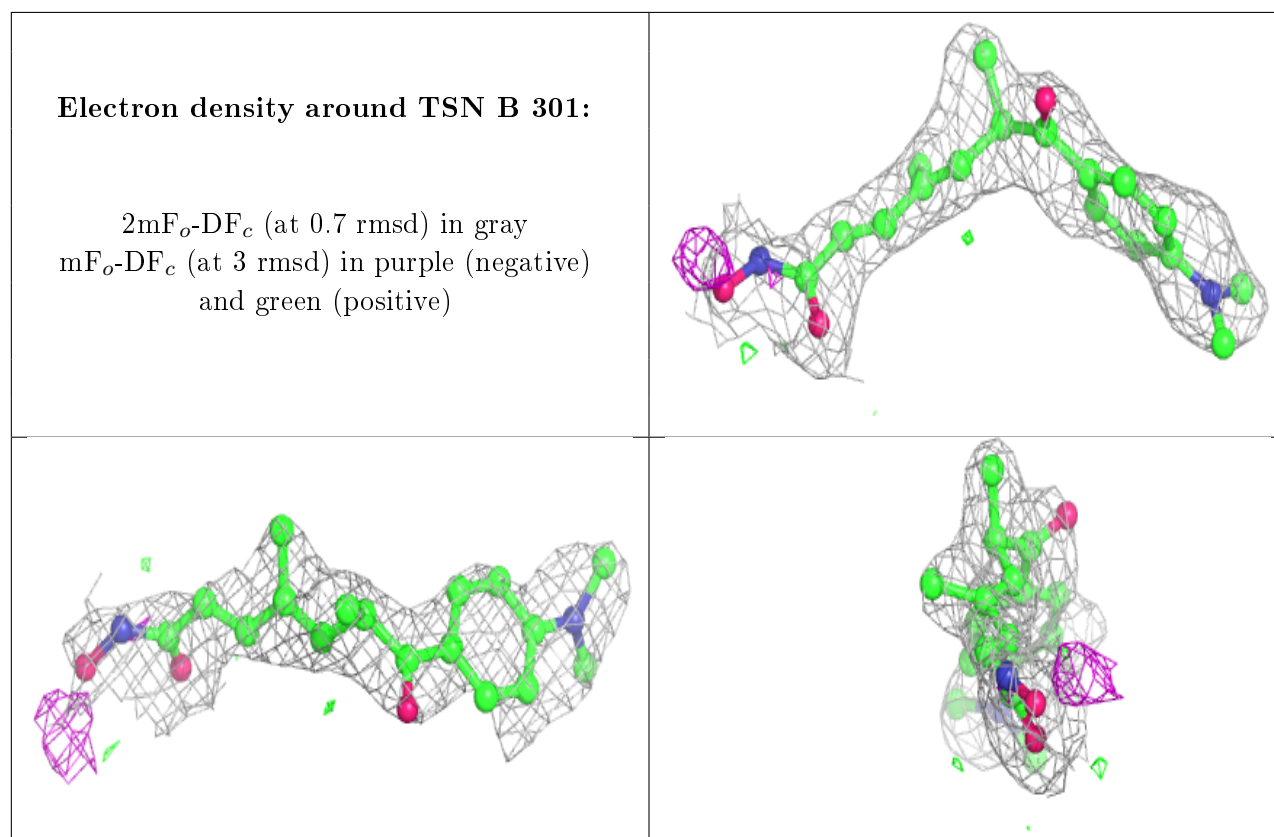 Electron density around TSN B 301:
2mFₒ-DF𝒸 (at 0.7 rmsd) in gray
mFₒ-DF𝒸 (at 3 rmsd) in purple (negative)
and green (positive)